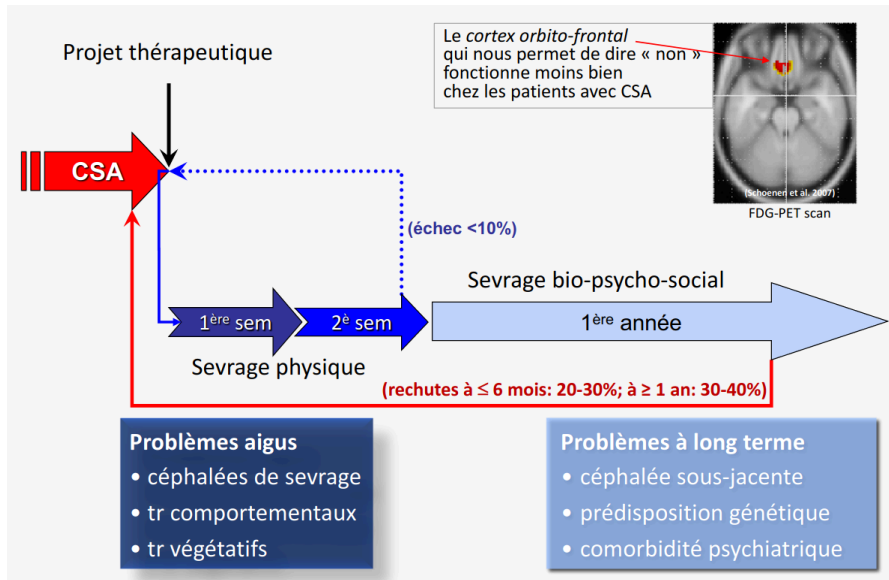 Projet thérapeutique
Le cortex orbito-frontal
qui nous permet de dire « non »
fonctionne moins bien
chez les patients avec CSA
(Schoenen et al. 2007)
FDG-PET scan
CSA
(échec <10%)
Sevrage bio-psycho-social
1ère sem
2è sem
1ère année
Sevrage physique
(rechutes à ≤ 6 mois: 20-30%; à ≥ 1 an: 30-40%)
Problèmes aigus
• céphalées de sevrage
• tr comportementaux
• tr végétatifs
Problèmes à long terme
• céphalée sous-jacente
• prédisposition génétique
• comorbidité psychiatrique